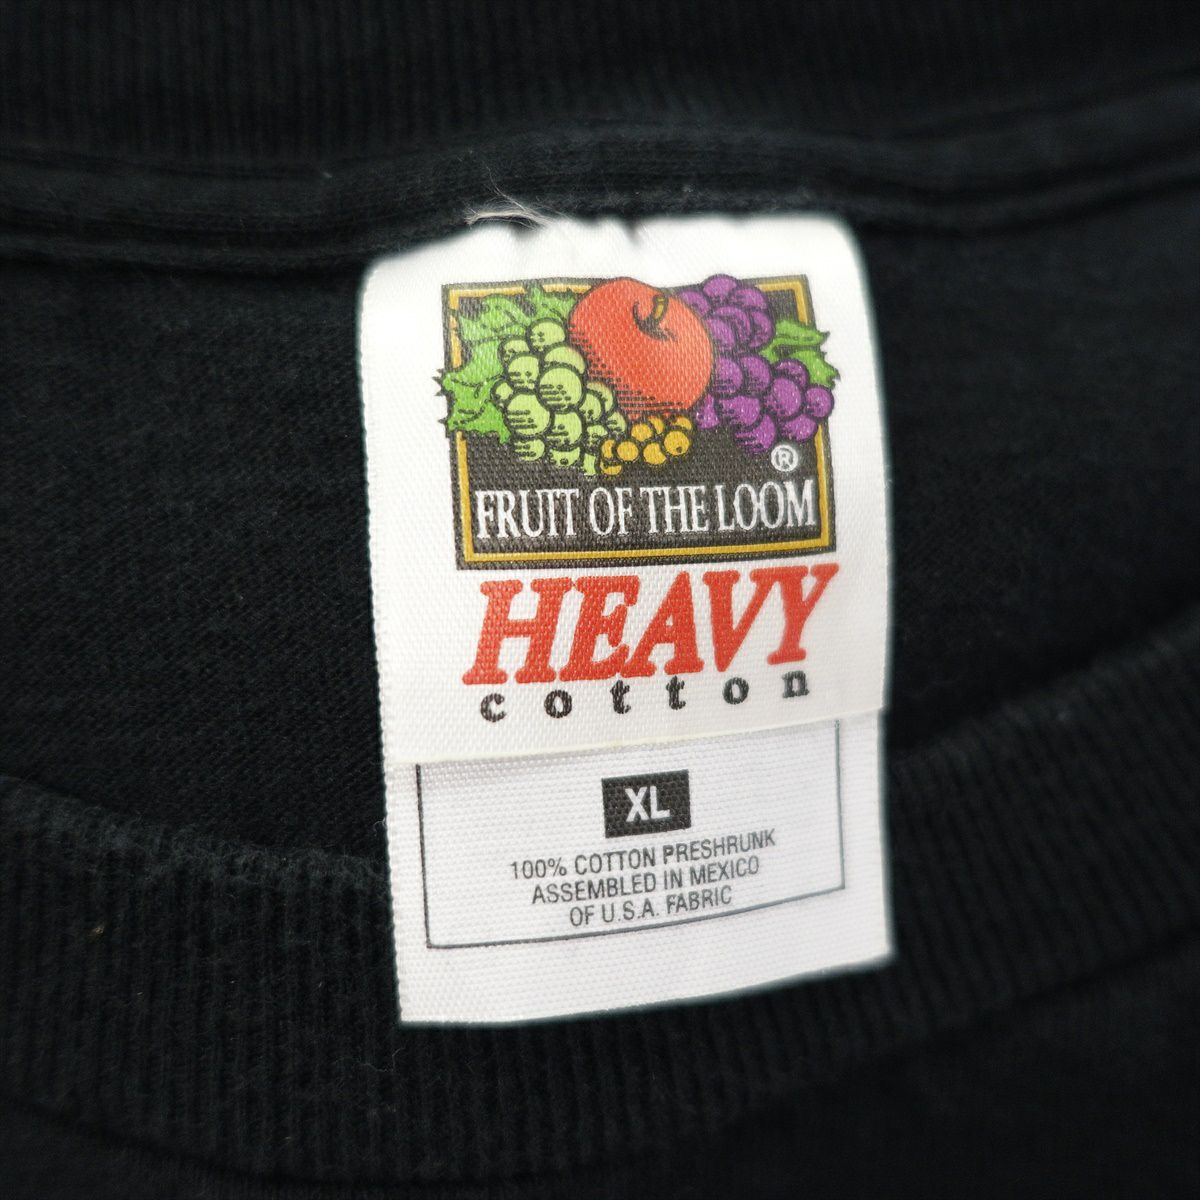 ®
FRUIT OF THE LOOM
HEAVY
cotton
XL
100% COTTON PRESHRUNK
ASSEMBLED IN MEXICO
OF U.S.A. FABRIC